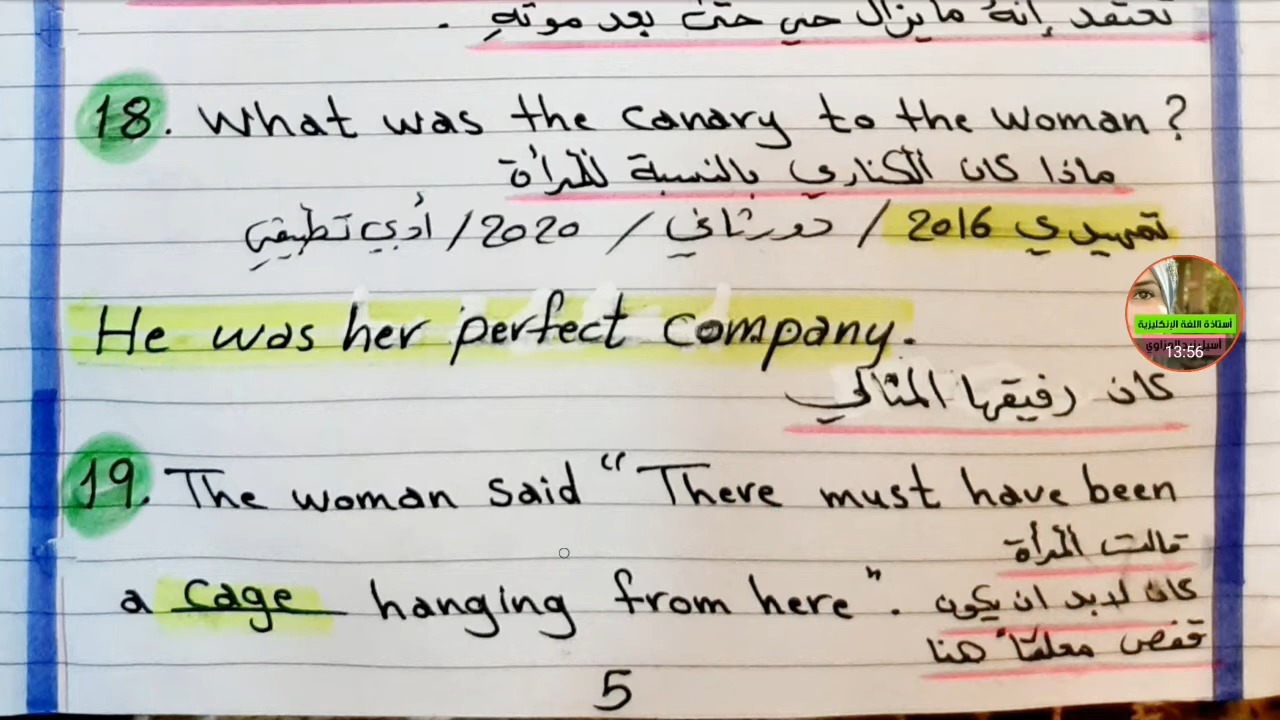 تعتقد إنهُ مايزال حي حتى بعد موتهِ .
18. What was the canary to the woman?
ماذا كان الكناري بالنسبة للمرأة
تمهيدي 2016 / دور ثاني / 2020 / أدبي تطبيقي
He was her perfect company.
كان رفيقها المثالي
19. The woman said " There must have been
قالت المرأة
a cage hanging from here ".
كان لابد ان يكون
قفص معلقاً هنا
5
أستاذة اللغة الإنكليزية
13:56